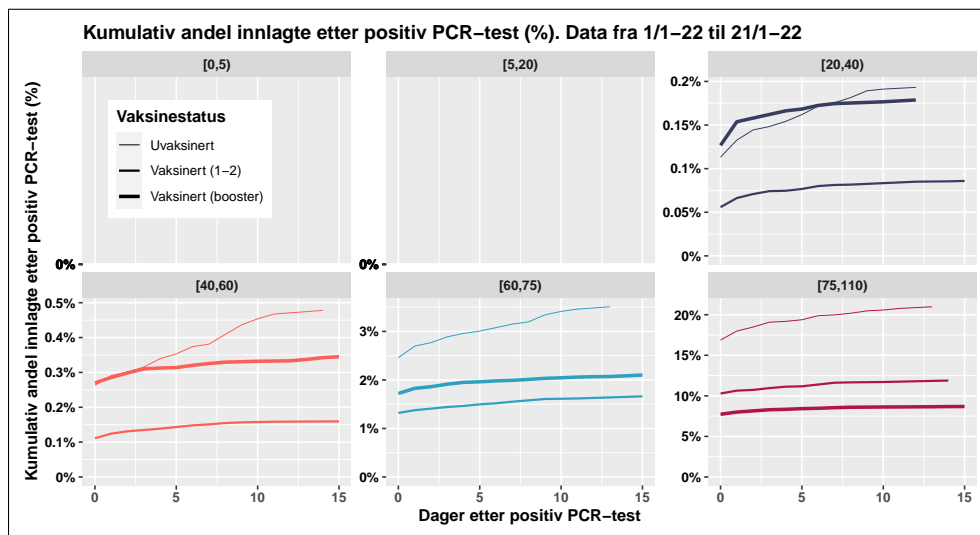 Kumulativ andel innlagte etter positiv PCR−test (%). Data fra 1/1−22 til 21/1−22
[0,5)
[5,20)
[20,40)
Vaksinestatus
Uvaksinert
Vaksinert (1−2)
Vaksinert (booster)
0%
0%
0.2%
0.15%
0.1%
0.05%
0%
[40,60)
[60,75)
[75,110)
0.5%
0.4%
0.3%
0.2%
0.1%
0%
3%
2%
1%
0%
20%
15%
10%
5%
0%
0 5 10 15
0 5 10 15
0 5 10 15
Dager etter positiv PCR−test
Kumulativ andel innlagte etter positiv PCR−test (%)